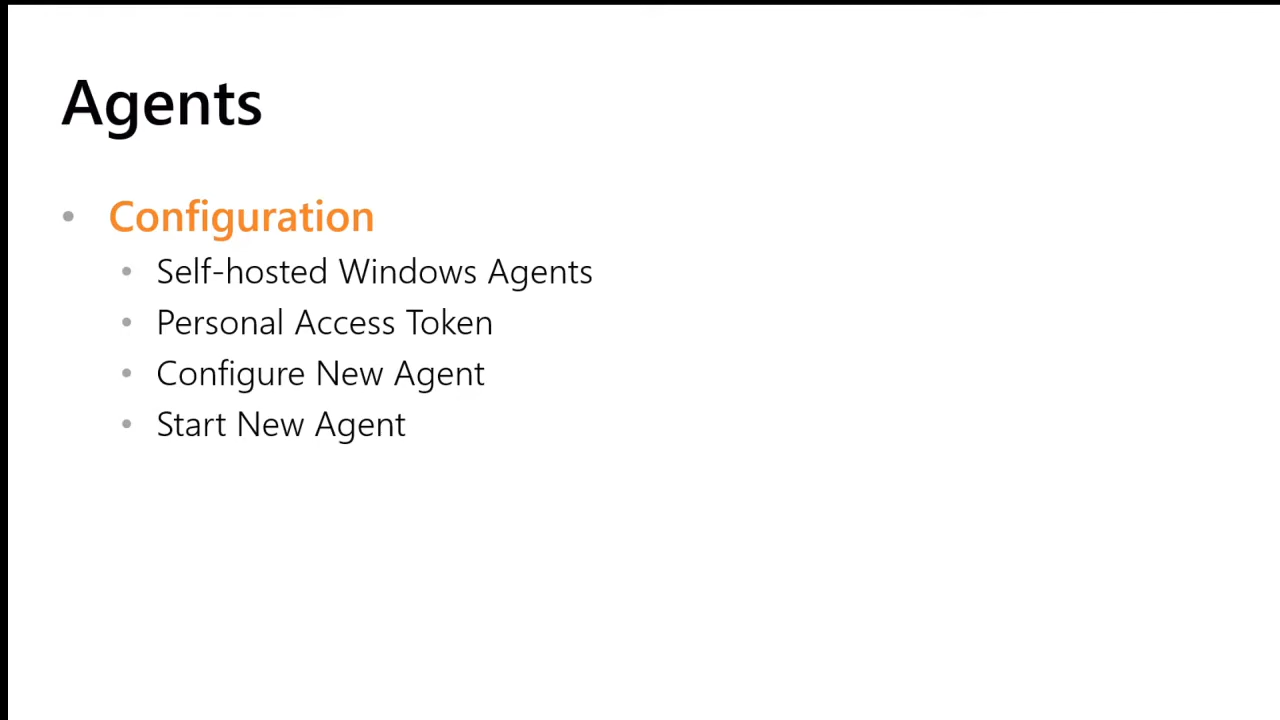 Agents
• Configuration
• Self-hosted Windows Agents
• Personal Access Token
• Configure New Agent
• Start New Agent